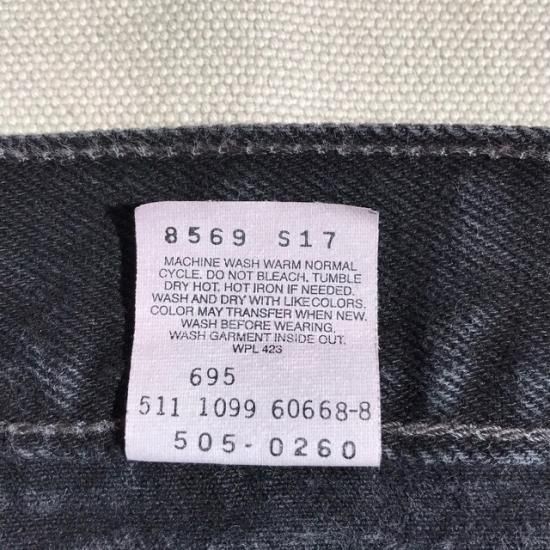 8569 S17
MACHINE WASH WARM NORMAL
CYCLE. DO NOT BLEACH. TUMBLE
DRY HOT. HOT IRON IF NEEDED.
WASH AND DRY WITH LIKE COLORS.
COLOR MAY TRANSFER WHEN NEW.
WASH BEFORE WEARING.
WASH GARMENT INSIDE OUT.
WPL 423
695
511 1099 60668-8
505-0260